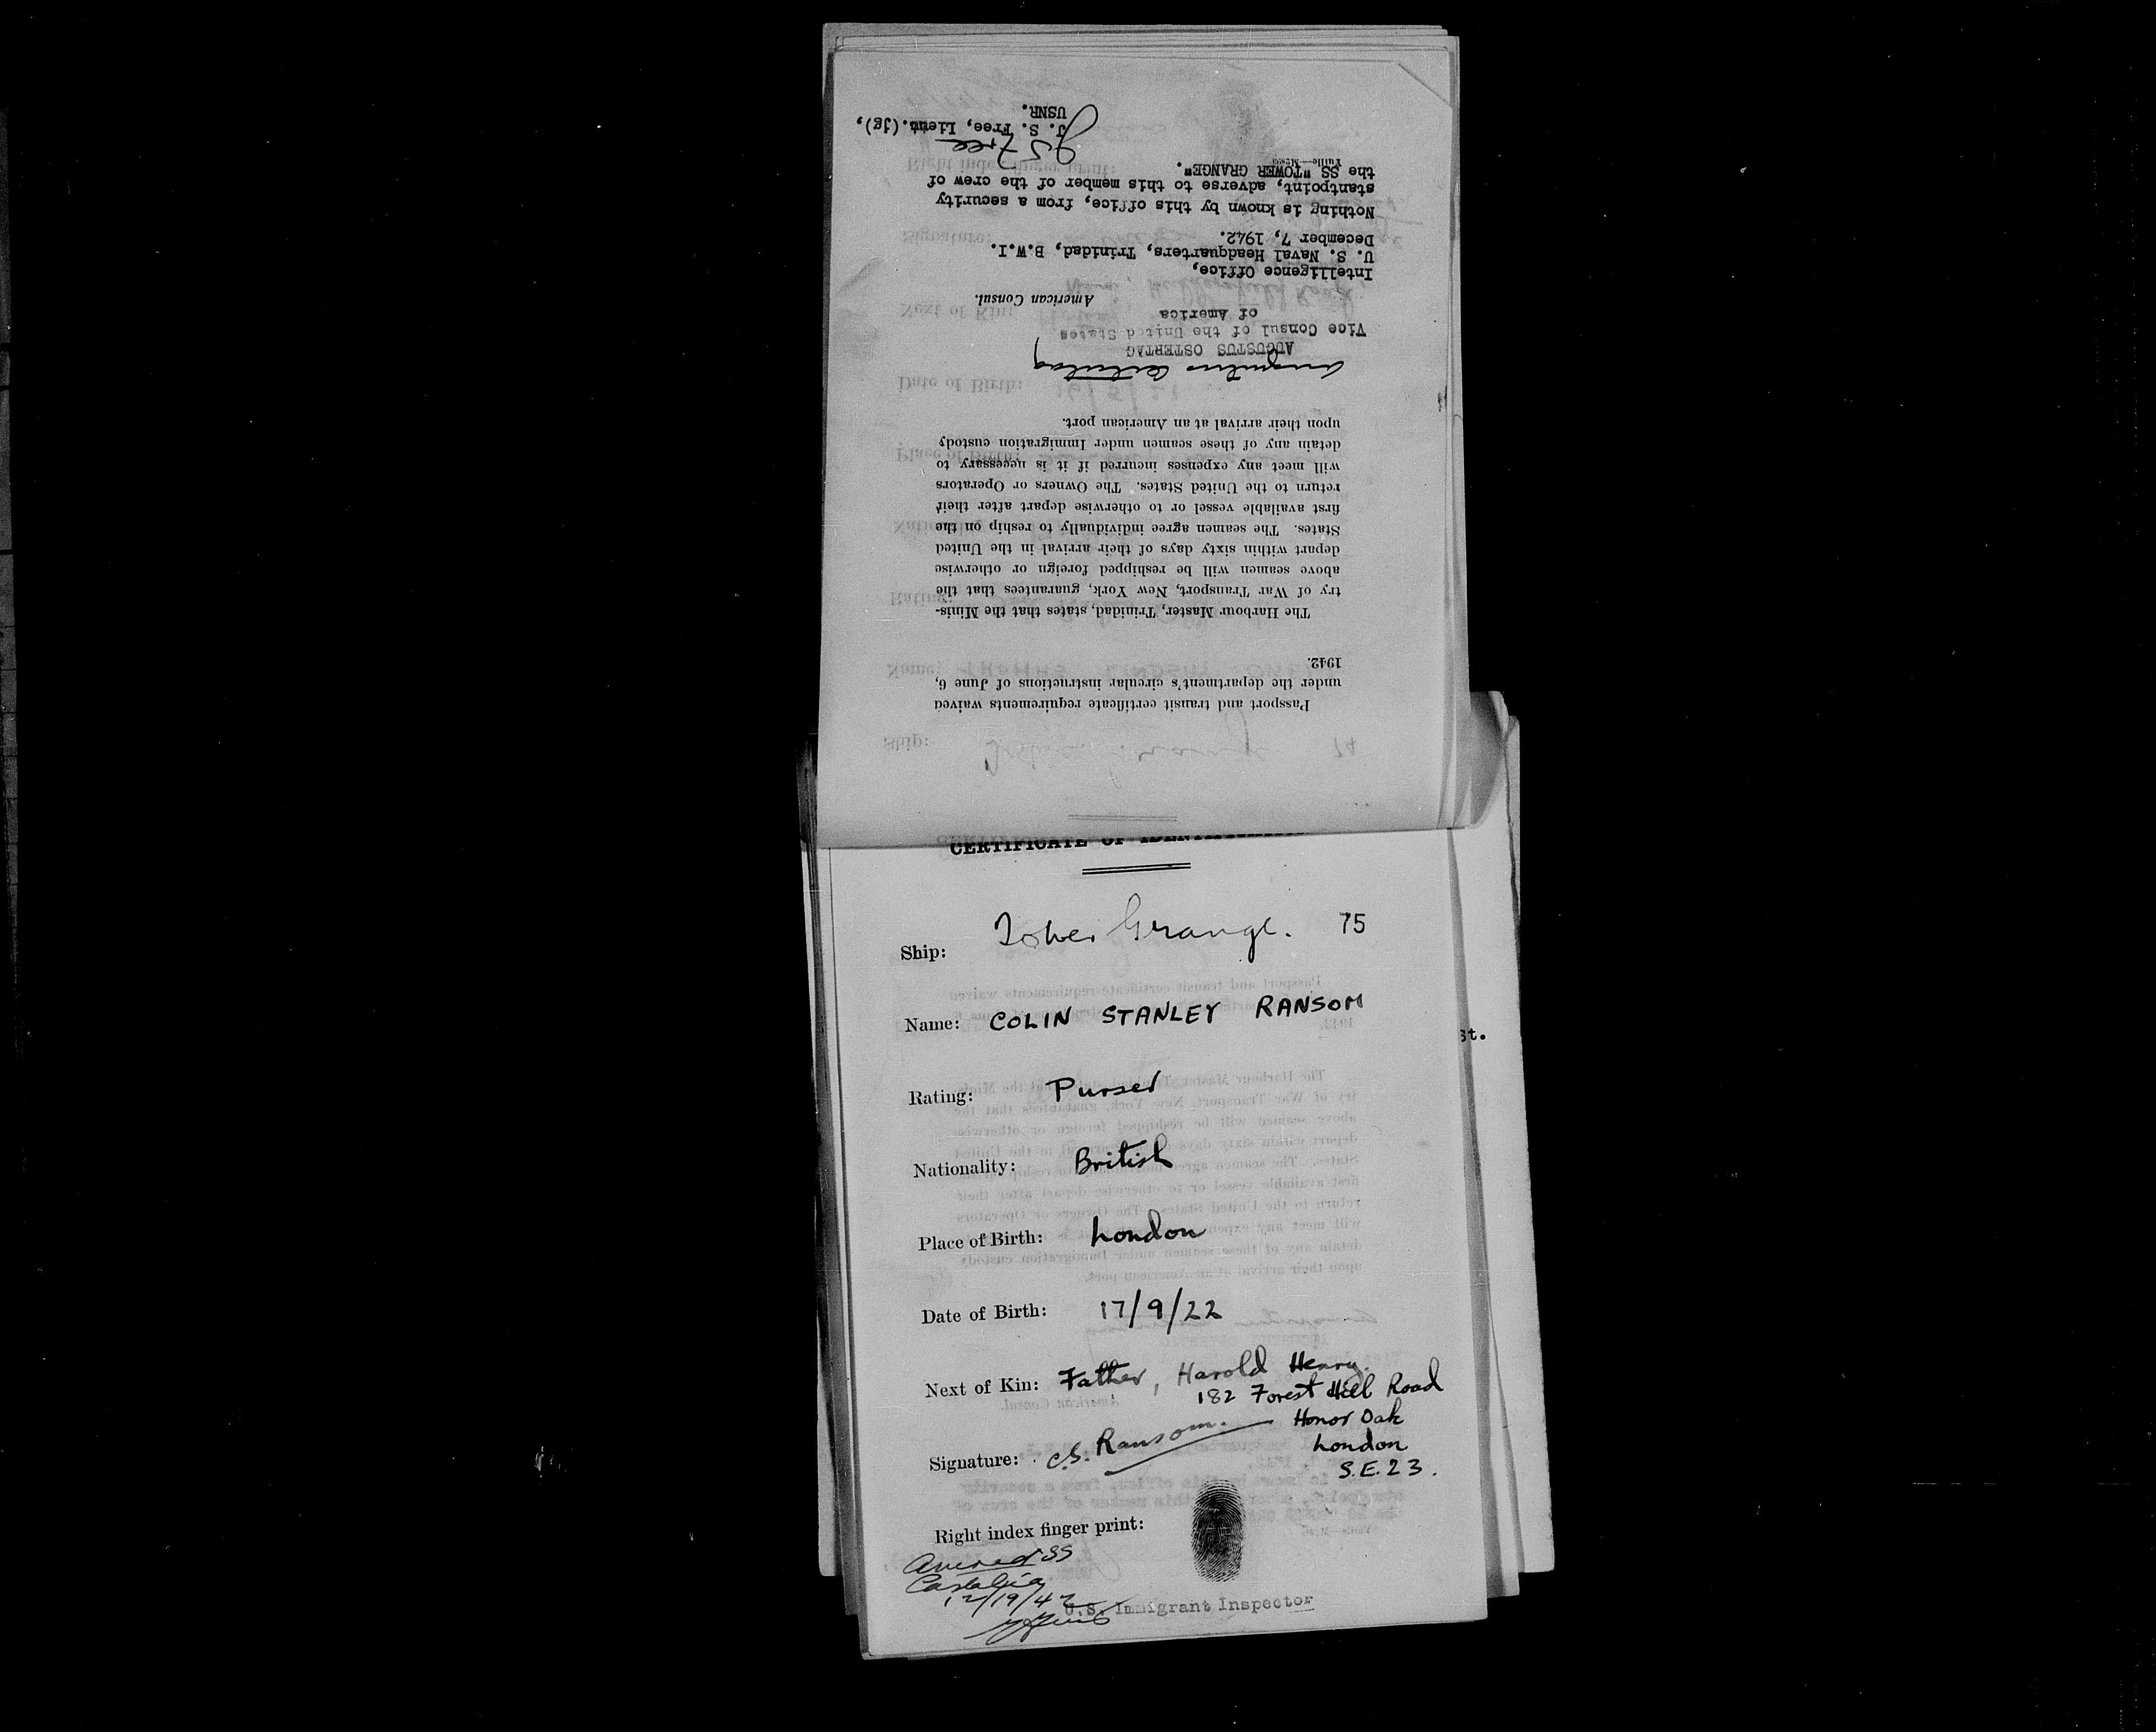 Passport and transit certificate requirements waived
under the department's circular instructions of June 6,
1942.
The Harbour Master, Trinidad, states that the Minis-
try of War Transport, New York, guarantees that the
above seamen will be reshipped foreign or otherwise
depart within sixty days of their arrival in the United
States. The seamen agree individually to reship on the
first available vessel or to otherwise depart after their
return to the United States. The Owners or Operators
will meet any expenses incurred if it is necessary to
detain any of these seamen under Immigration custody
upon their arrival at an American port.
AUGUSTUS OSTERTAG
Vice Consul of the United States
of America
American Consul.
Intelligence Office,
U. S. Naval Headquarters, Trinidad, B.W.I.
December 7, 1942.
Nothing is known by this office, from a security
stantpoint, adverse to this member of the crew of
the SS "TOWER GRANGE".
J S Free
J. S. Free, Lieut.(jg),
USNR.
CERTIFICATE OF
Ship: Tower Grange. 75
Name: COLIN STANLEY RANSOM
Rating: Purser
Nationality: British
Place of Birth: London
Date of Birth: 17/9/22
Next of Kin: Father, Harold Henry.
182 Forest Hill Road
Honor Oak
London
S.E.23.
Signature: C.S. Ransom.
Right index finger print:
Arrived SS
Castalia
12/19/42
U.S. Immigrant Inspector
st.